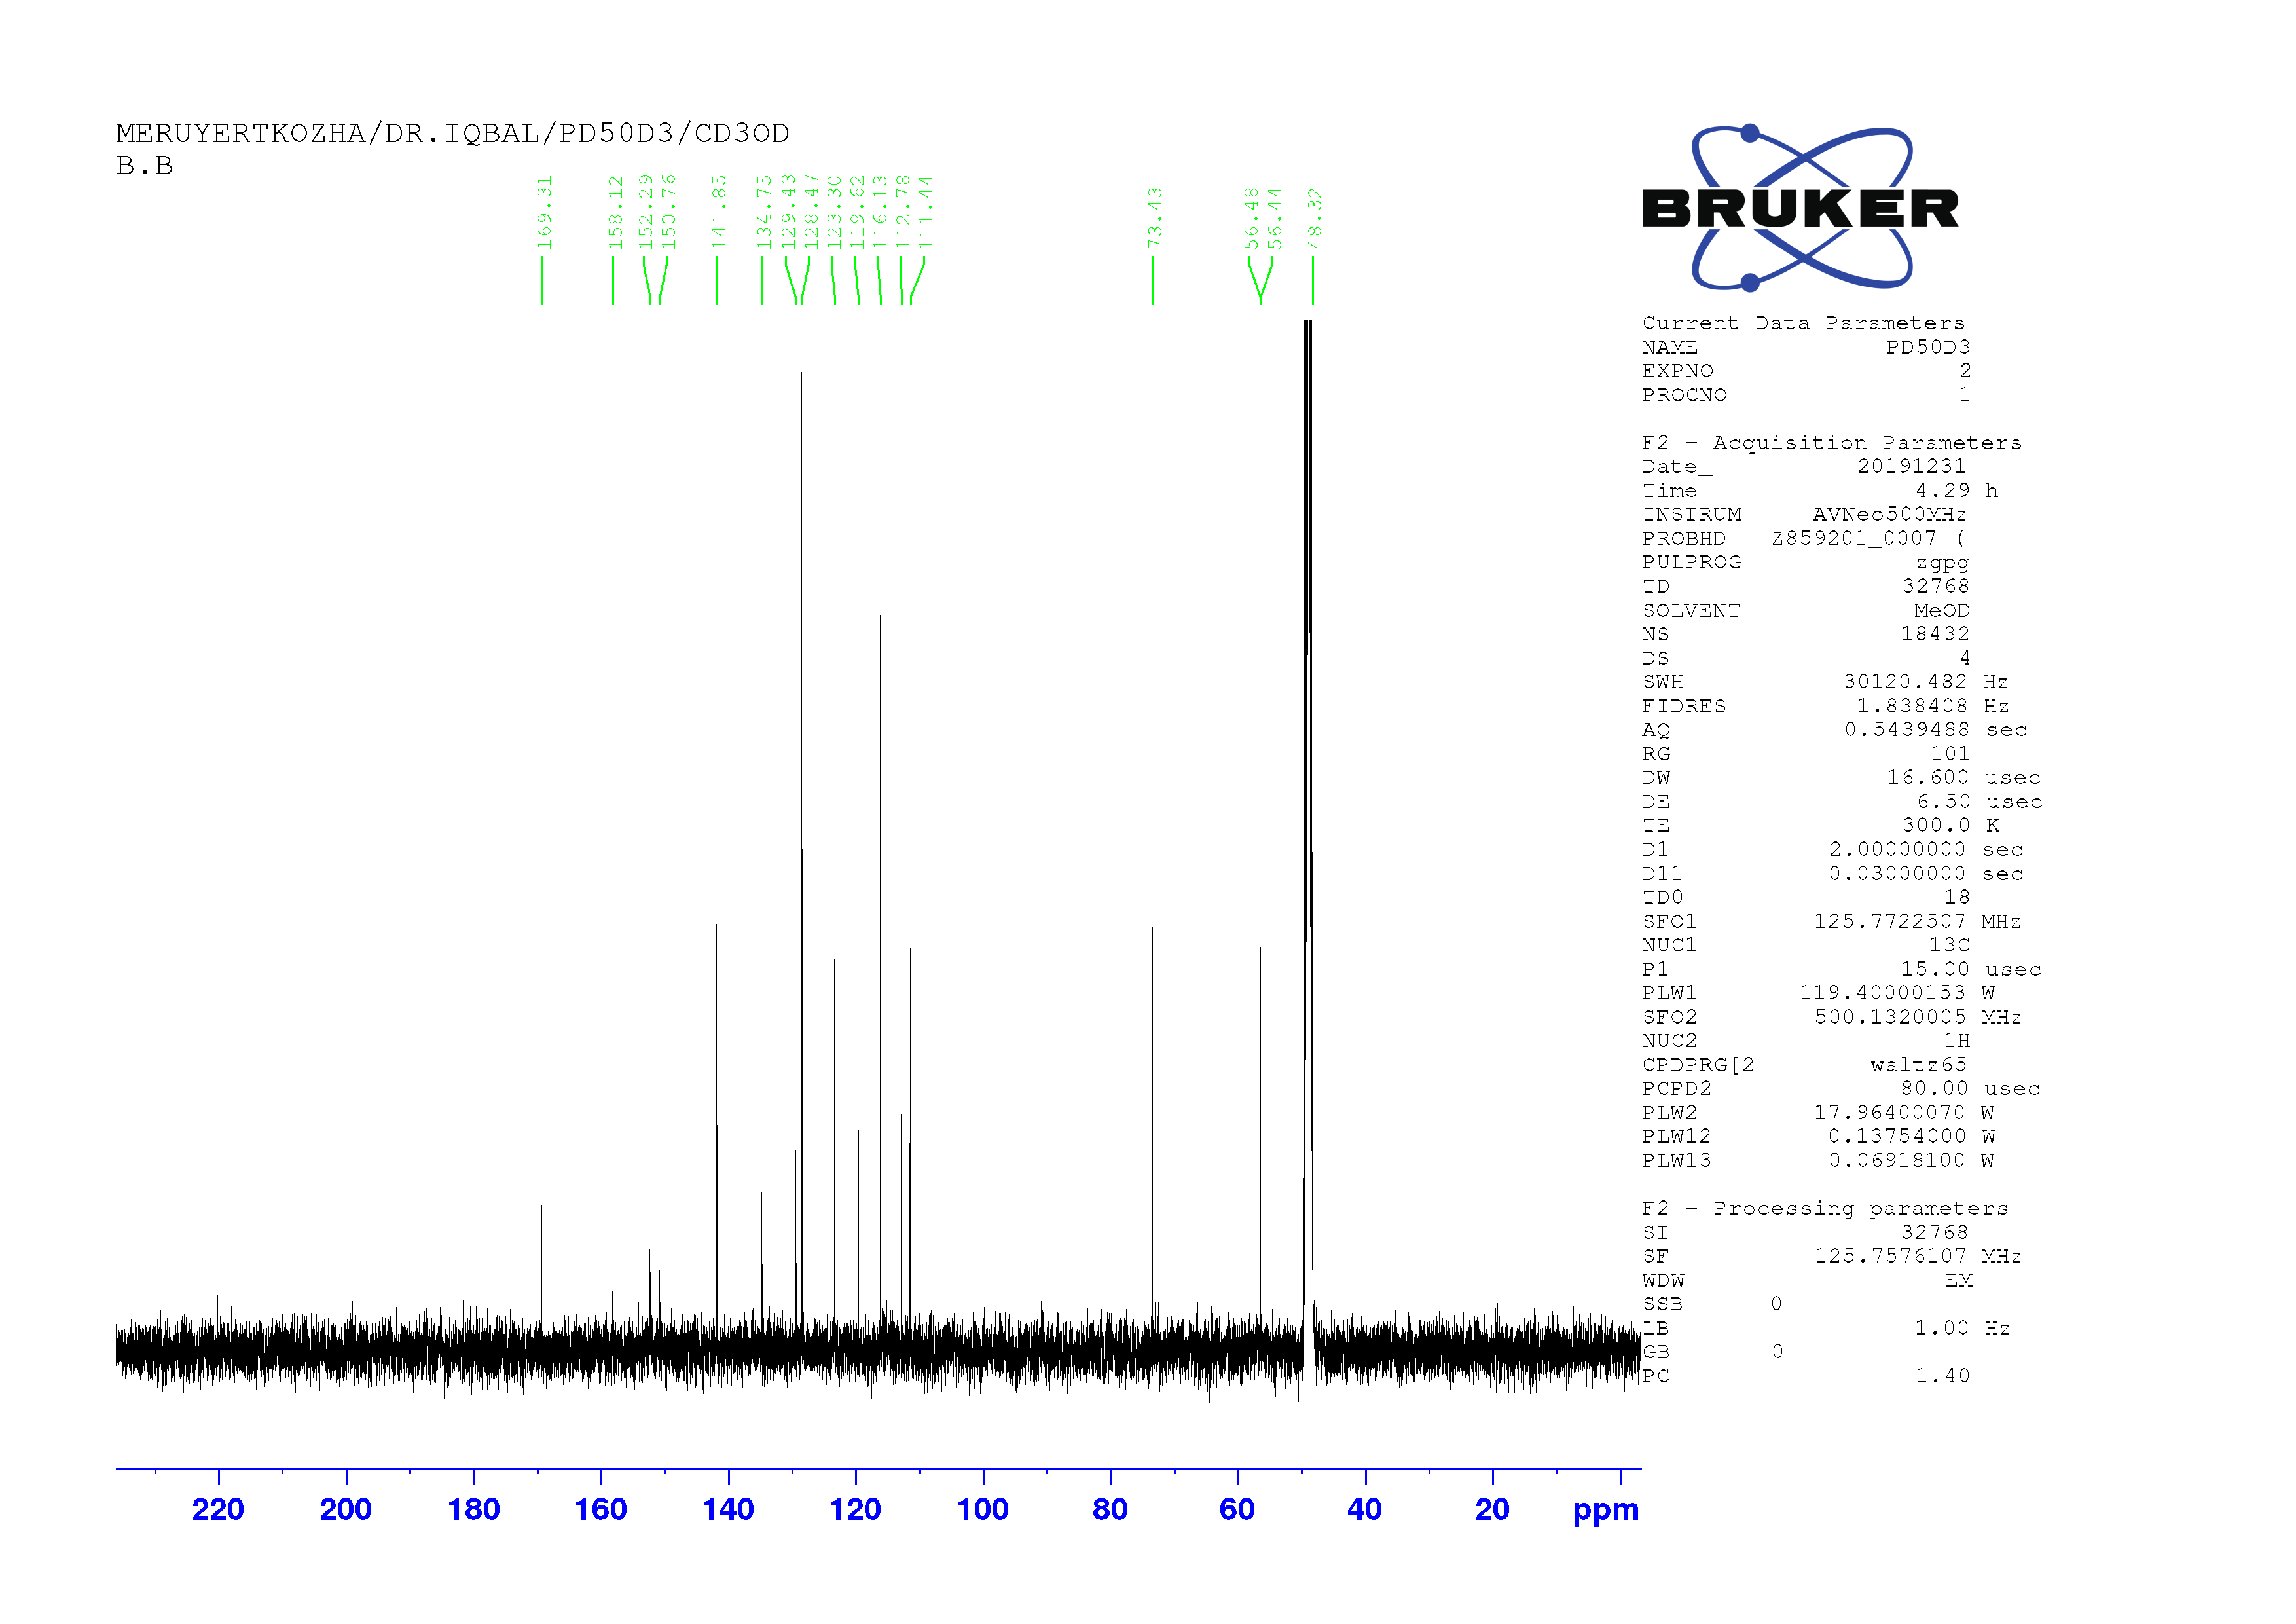 MERUYERTKOZHA/DR.IQBAL/PD50D3/CD3OD
B.B
169.31
158.12
152.29
150.76
141.85
134.75
129.43
128.47
123.30
119.62
116.13
112.78
111.44
73.43
56.48
56.44
48.32
BRUKER
Current Data Parameters
NAME PD50D3
EXPNO 2
PROCNO 1
F2 - Acquisition Parameters
Date_ 20191231
Time 4.29 h
INSTRUM AVNeo500MHz
PROBHD Z859201_0007 (
PULPROG zgpg
TD 32768
SOLVENT MeOD
NS 18432
DS 4
SWH 30120.482 Hz
FIDRES 1.838408 Hz
AQ 0.5439488 sec
RG 101
DW 16.600 usec
DE 6.50 usec
TE 300.0 K
D1 2.00000000 sec
D11 0.03000000 sec
TD0 18
SFO1 125.7722507 MHz
NUC1 13C
P1 15.00 usec
PLW1 119.40000153 W
SFO2 500.1320005 MHz
NUC2 1H
CPDPRG[2 waltz65
PCPD2 80.00 usec
PLW2 17.96400070 W
PLW12 0.13754000 W
PLW13 0.06918100 W
F2 - Processing parameters
SI 32768
SF 125.7576107 MHz
WDW EM
SSB 0
LB 1.00 Hz
GB 0
PC 1.40
220 200 180 160 140 120 100 80 60 40 20 ppm